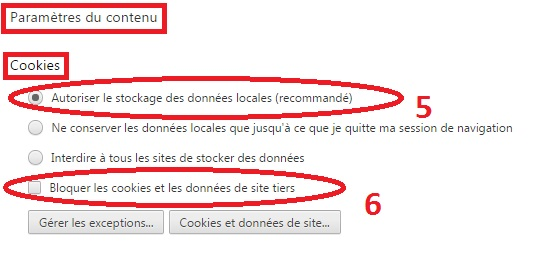 Paramètres du contenu
Cookies
Autoriser le stockage des données locales (recommandé)
5
Ne conserver les données locales que jusqu'à ce que je quitte ma session de navigation
Interdire à tous les sites de stocker des données
Bloquer les cookies et les données de site tiers
6
Gérer les exceptions... Cookies et données de site...